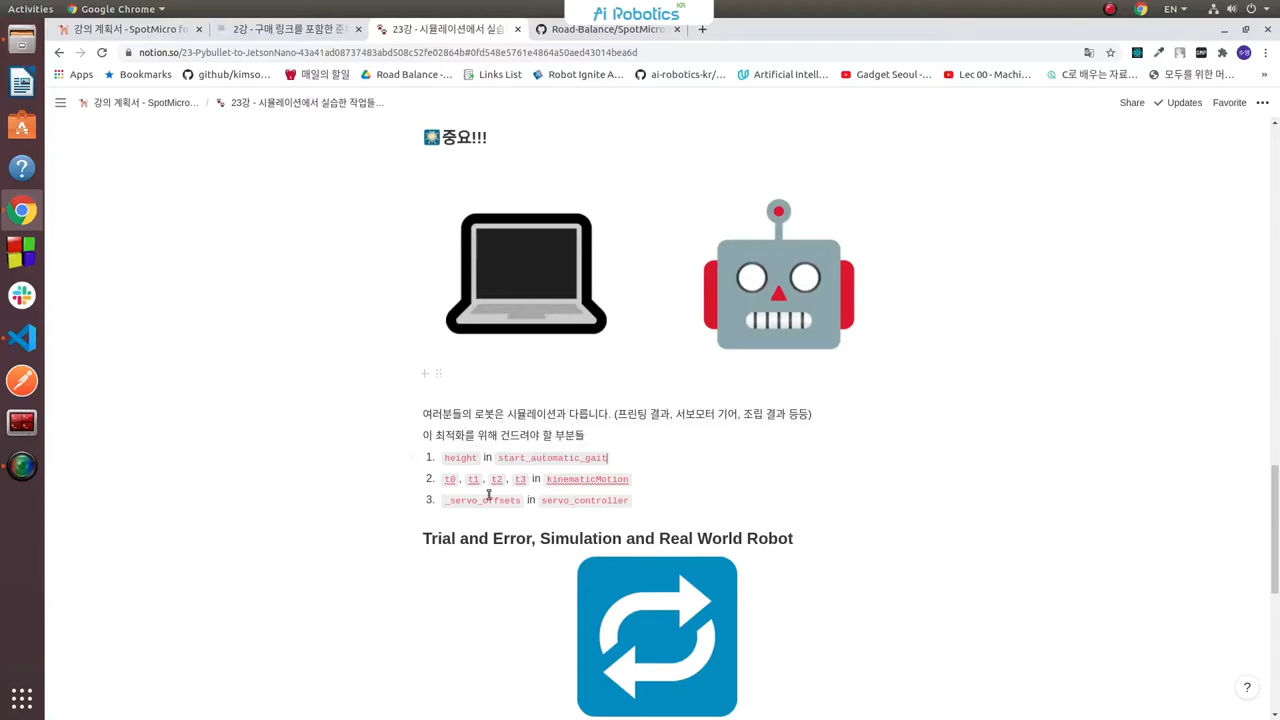 Activities
Google Chrome
Ai Robotics KR
EN
강의 계획서 - SpotMicro fo
2강 - 구매 링크를 포함한 준
23강 - 시뮬레이션에서 실습
Road-Balance/SpotMicro
notion.so/23-Pybullet-to-JetsonNano-43a41ad08737483abd508c52fe02864b#0fd548e5761e4864a50aed43014bea6d
Apps
Bookmarks
github/kimso...
매일의 할일
Road Balance -...
Links List
Robot Ignite A...
ai-robotics-kr/...
Artificial Intell...
Gadget Seoul -...
Lec 00 - Machi...
C로 배우는 자료...
모두를 위한 머...
강의 계획서 - SpotMicro... / 23강 - 시뮬레이션에서 실습한 작업들...
Share
Updates
Favorite
중요!!!
여러분들의 로봇은 시뮬레이션과 다릅니다. (프린팅 결과, 서보모터 기어, 조립 결과 등등)
이 최적화를 위해 건드려야 할 부분들
1. height in start_automatic_gait
2. t0, t1, t2, t3 in kinematicMotion
3. _servo_offsets in servo_controller
Trial and Error, Simulation and Real World Robot
?